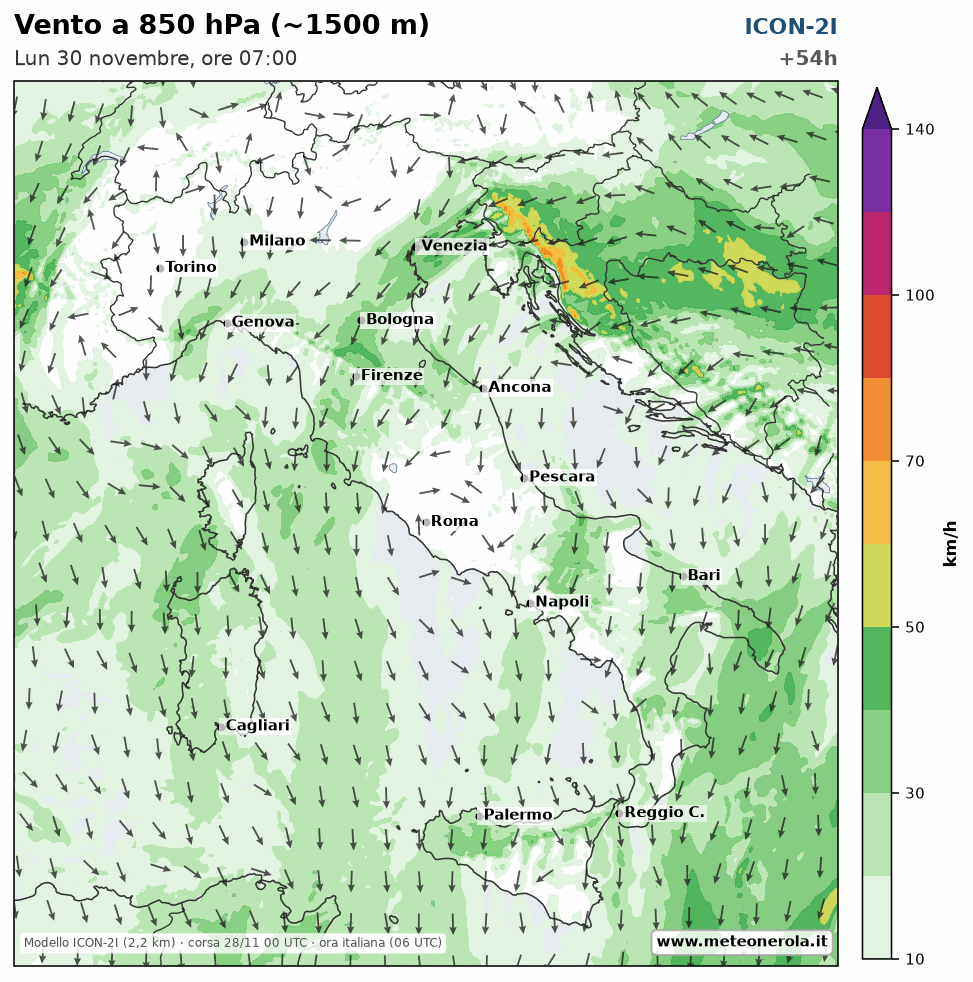 Vento a 850 hPa (~1500 m)
ICON-2I
Lun 30 novembre, ore 07:00
+54h
Milano
Venezia
Torino
Genova
Bologna
Firenze
Ancona
Pescara
Roma
Bari
Napoli
Cagliari
Palermo
Reggio C.
140
100
70
50
30
10
km/h
Modello ICON-2I (2,2 km) · corsa 28/11 00 UTC · ora italiana (06 UTC)
www.meteonerola.it